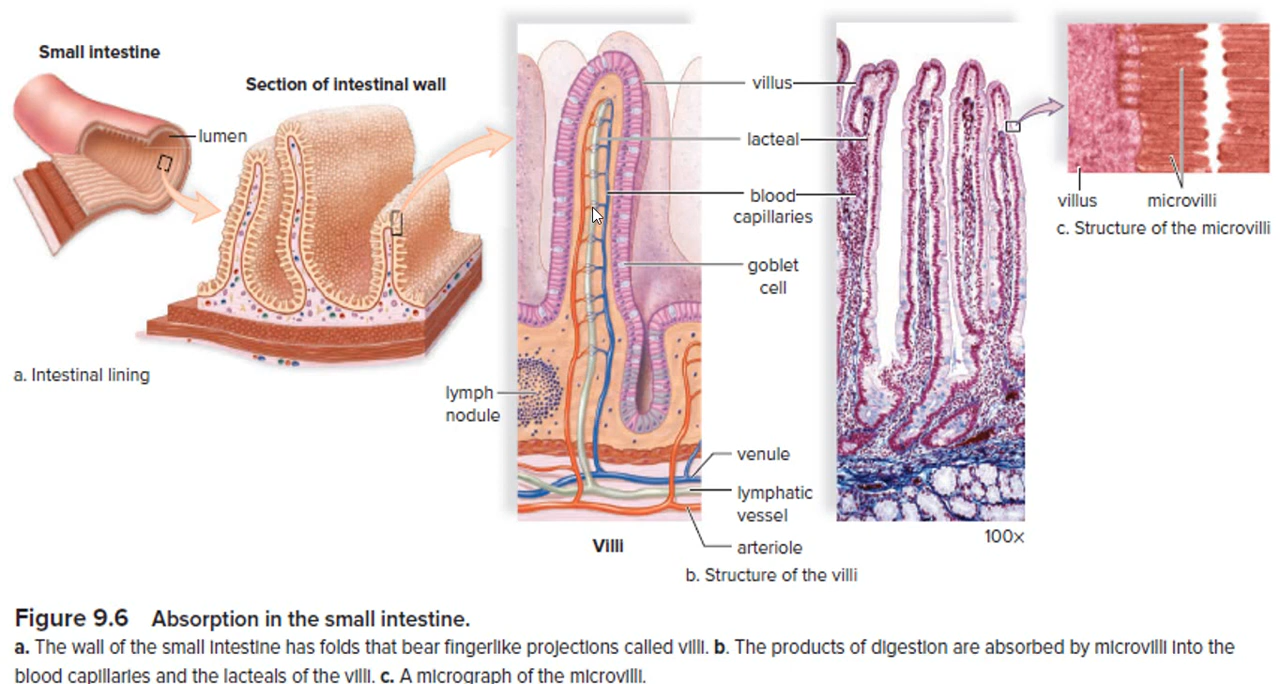 Small intestine
lumen
Section of intestinal wall
a. Intestinal lining
villus
lacteal
blood
capillaries
goblet
cell
lymph
nodule
venule
lymphatic
vessel
arteriole
Villi
b. Structure of the villi
100x
villus
microvilli
c. Structure of the microvilli
Figure 9.6 Absorption in the small intestine.
a. The wall of the small intestine has folds that bear fingerlike projections called villi. b. The products of digestion are absorbed by microvilli into the
blood capillaries and the lacteals of the villi. c. A micrograph of the microvilli.